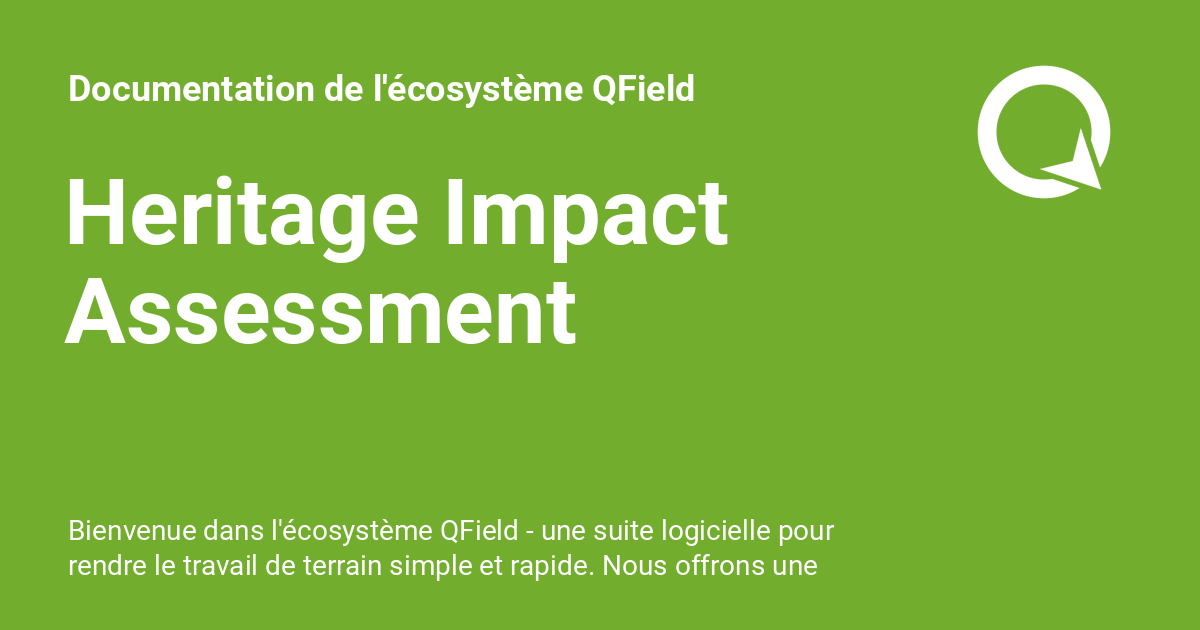 Documentation de l'écosystème QField
Heritage Impact
Assessment
Bienvenue dans l'écosystème QField - une suite logicielle pour
rendre le travail de terrain simple et rapide. Nous offrons une